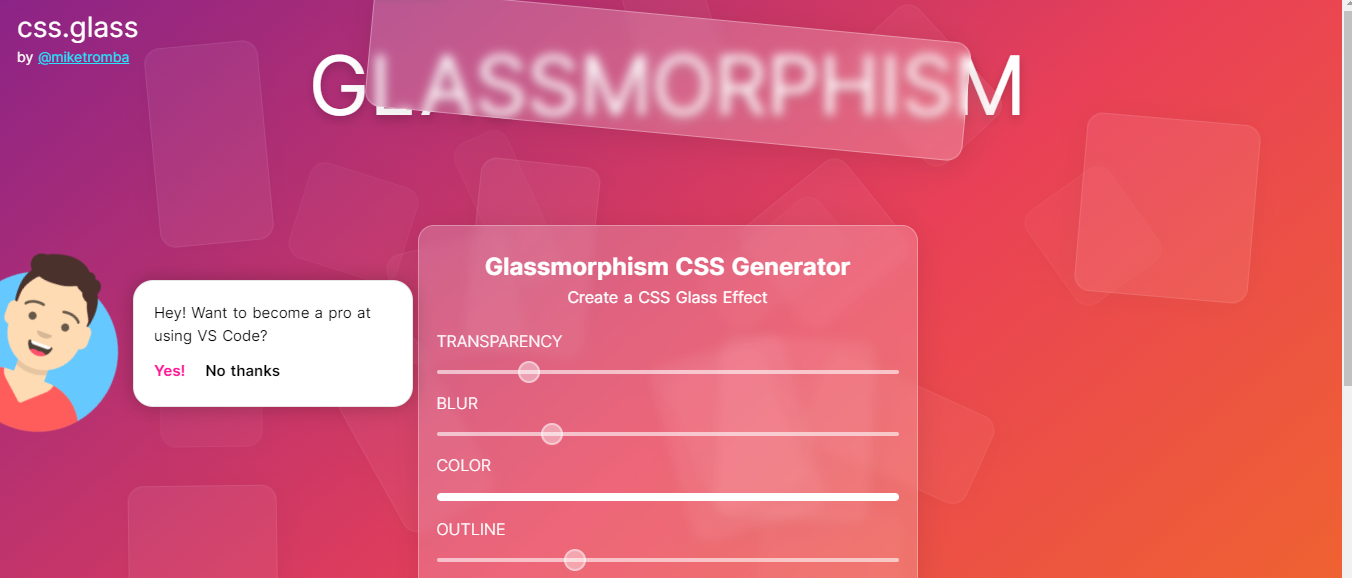 css.glass
by @miketromba
GLASSMORPHISM
Hey! Want to become a pro at
using VS Code?
Yes! No thanks
Glassmorphism CSS Generator
Create a CSS Glass Effect
TRANSPARENCY
BLUR
COLOR
OUTLINE